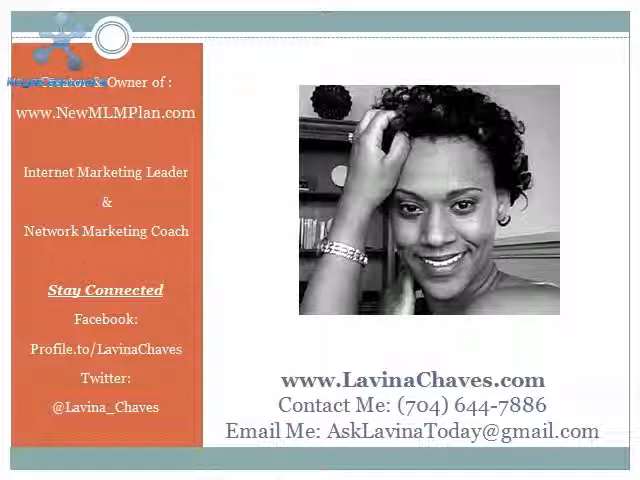 Creator & Owner of :
www.NewMLMPlan.com
Internet Marketing Leader
&
Network Marketing Coach
Stay Connected
Facebook:
Profile.to/LavinaChaves
Twitter:
@Lavina_Chaves
www.LavinaChaves.com
Contact Me: (704) 644-7886
Email Me: AskLavinaToday@gmail.com